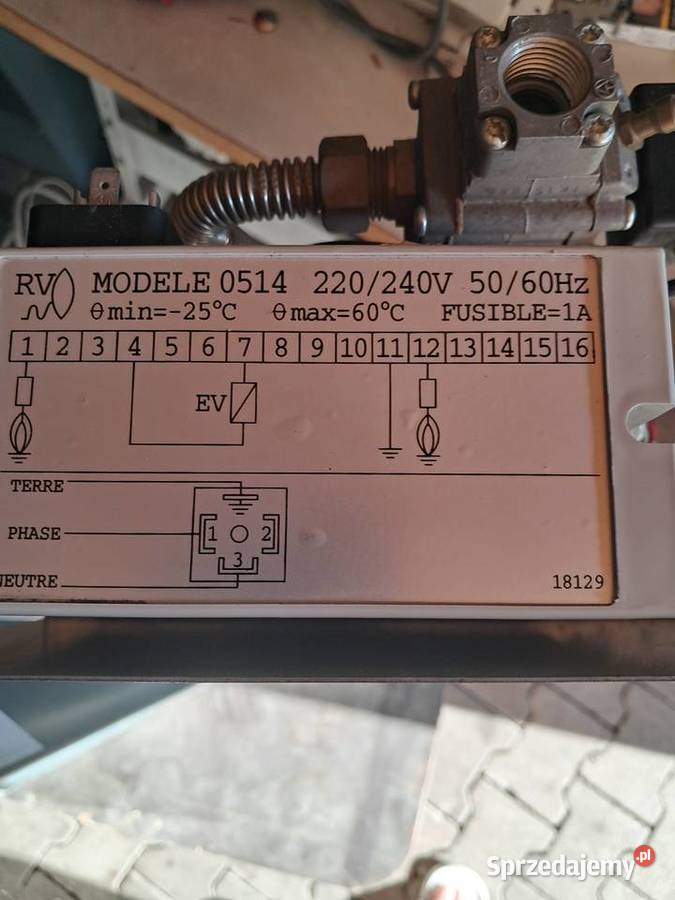 RV MODELE 0514 220/240V 50/60Hz
θmin=-25°C θmax=60°C FUSIBLE=1A
1 2 3 4 5 6 7 8 9 10 11 12 13 14 15 16
EV
TERRE
PHASE
1 2
3
NEUTRE
18129
Sprzedajemy.pl